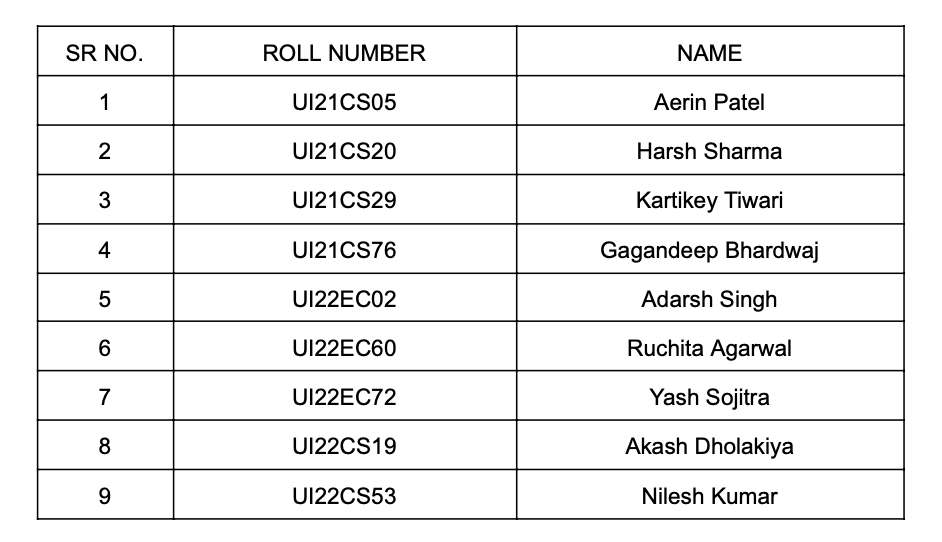 SR NO. ROLL NUMBER NAME
1 UI21CS05 Aerin Patel
2 UI21CS20 Harsh Sharma
3 UI21CS29 Kartikey Tiwari
4 UI21CS76 Gagandeep Bhardwaj
5 UI22EC02 Adarsh Singh
6 UI22EC60 Ruchita Agarwal
7 UI22EC72 Yash Sojitra
8 UI22CS19 Akash Dholakiya
9 UI22CS53 Nilesh Kumar